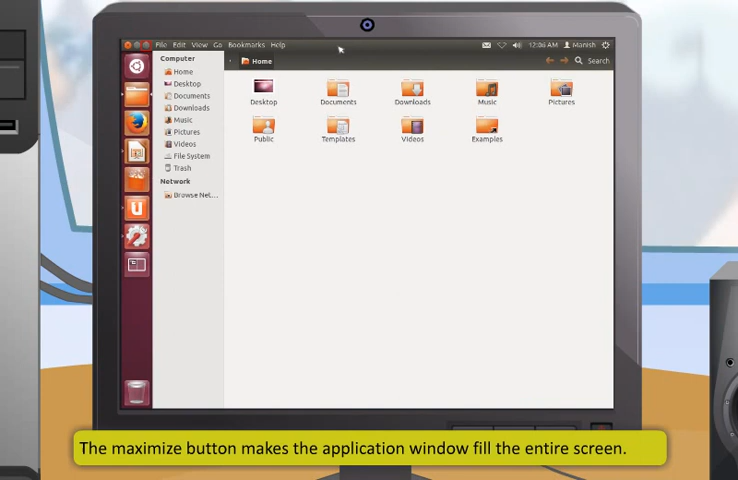 File Edit View Go Bookmarks Help 12:06 AM Manish
Computer
Home
Desktop
Documents
Downloads
Music
Pictures
Videos
File System
Trash
Network
Browse Net...
Home Search
Desktop Documents Downloads Music Pictures
Public Templates Videos Examples
The maximize button makes the application window fill the entire screen.